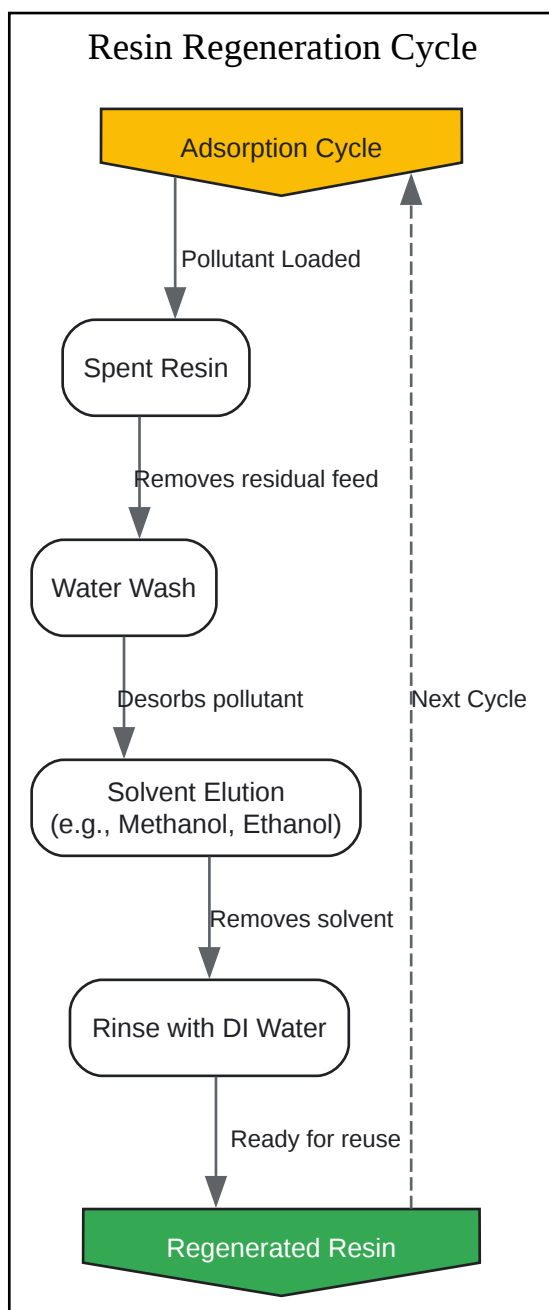 Resin Regeneration Cycle
Adsorption Cycle
Pollutant Loaded
Spent Resin
Removes residual feed
Water Wash
Desorbs pollutant
Next Cycle
Solvent Elution
(e.g., Methanol, Ethanol)
Removes solvent
Rinse with DI Water
Ready for reuse
Regenerated Resin